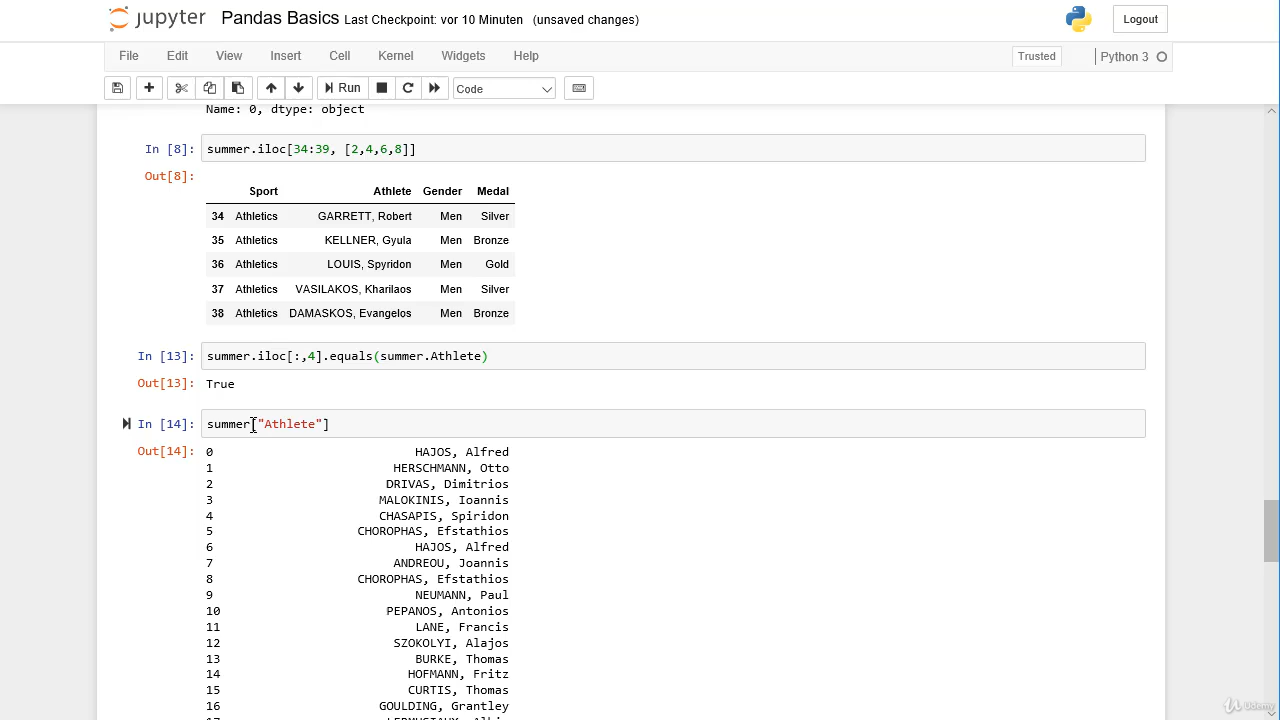 jupyter Pandas Basics Last Checkpoint: vor 10 Minuten (unsaved changes) Logout
File Edit View Insert Cell Kernel Widgets Help Trusted Python 3
Run Code
Name: 0, dtype: object
In [8]: summer.iloc[34:39, [2,4,6,8]]
Out[8]:
Sport Athlete Gender Medal
34 Athletics GARRETT, Robert Men Silver
35 Athletics KELLNER, Gyula Men Bronze
36 Athletics LOUIS, Spyridon Men Gold
37 Athletics VASILAKOS, Kharilaos Men Silver
38 Athletics DAMASKOS, Evangelos Men Bronze
In [13]: summer.iloc[:,4].equals(summer.Athlete)
Out[13]: True
In [14]: summer["Athlete"]
Out[14]: 0 HAJOS, Alfred
1 HERSCHMANN, Otto
2 DRIVAS, Dimitrios
3 MALOKINIS, Ioannis
4 CHASAPIS, Spiridon
5 CHOROPHAS, Efstathios
6 HAJOS, Alfred
7 ANDREOU, Joannis
8 CHOROPHAS, Efstathios
9 NEUMANN, Paul
10 PEPANOS, Antonios
11 LANE, Francis
12 SZOKOLYI, Alajos
13 BURKE, Thomas
14 HOFMANN, Fritz
15 CURTIS, Thomas
16 GOULDING, Grantley
Udemy